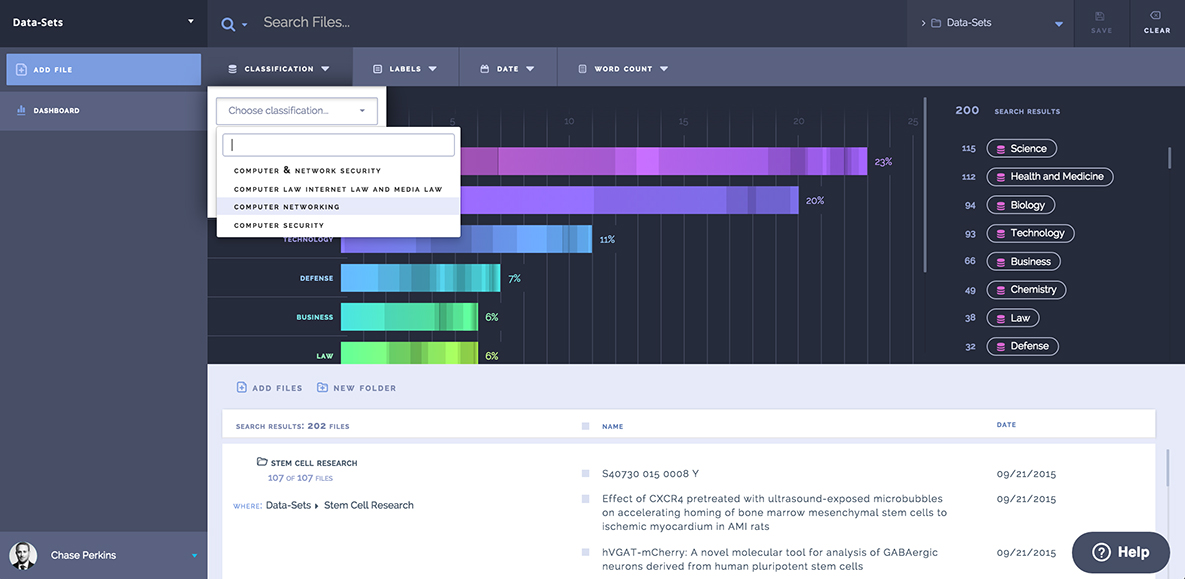 Data-Sets
Search Files...
Data-Sets
SAVE
CLEAR
ADD FILE
CLASSIFICATION
LABELS
DATE
WORD COUNT
DASHBOARD
Choose classification...
COMPUTER & NETWORK SECURITY
COMPUTER LAW INTERNET LAW AND MEDIA LAW
COMPUTER NETWORKING
COMPUTER SECURITY
5
10
15
20
25
23%
20%
TECHNOLOGY
11%
DEFENSE
7%
BUSINESS
6%
LAW
6%
200 SEARCH RESULTS
115 Science
112 Health and Medicine
94 Biology
93 Technology
66 Business
49 Chemistry
38 Law
32 Defense
ADD FILES
NEW FOLDER
SEARCH RESULTS: 202 FILES
NAME
DATE
STEM CELL RESEARCH
107 OF 107 FILES
WHERE: Data-Sets Stem Cell Research
S40730 015 0008 Y
09/21/2015
Effect of CXCR4 pretreated with ultrasound-exposed microbubbles
on accelerating homing of bone marrow mesenchymal stem cells to
ischemic myocardium in AMI rats
09/21/2015
hVGAT-mCherry: A novel molecular tool for analysis of GABAergic
neurons derived from human pluripotent stem cells
09/21/2015
Chase Perkins
Help